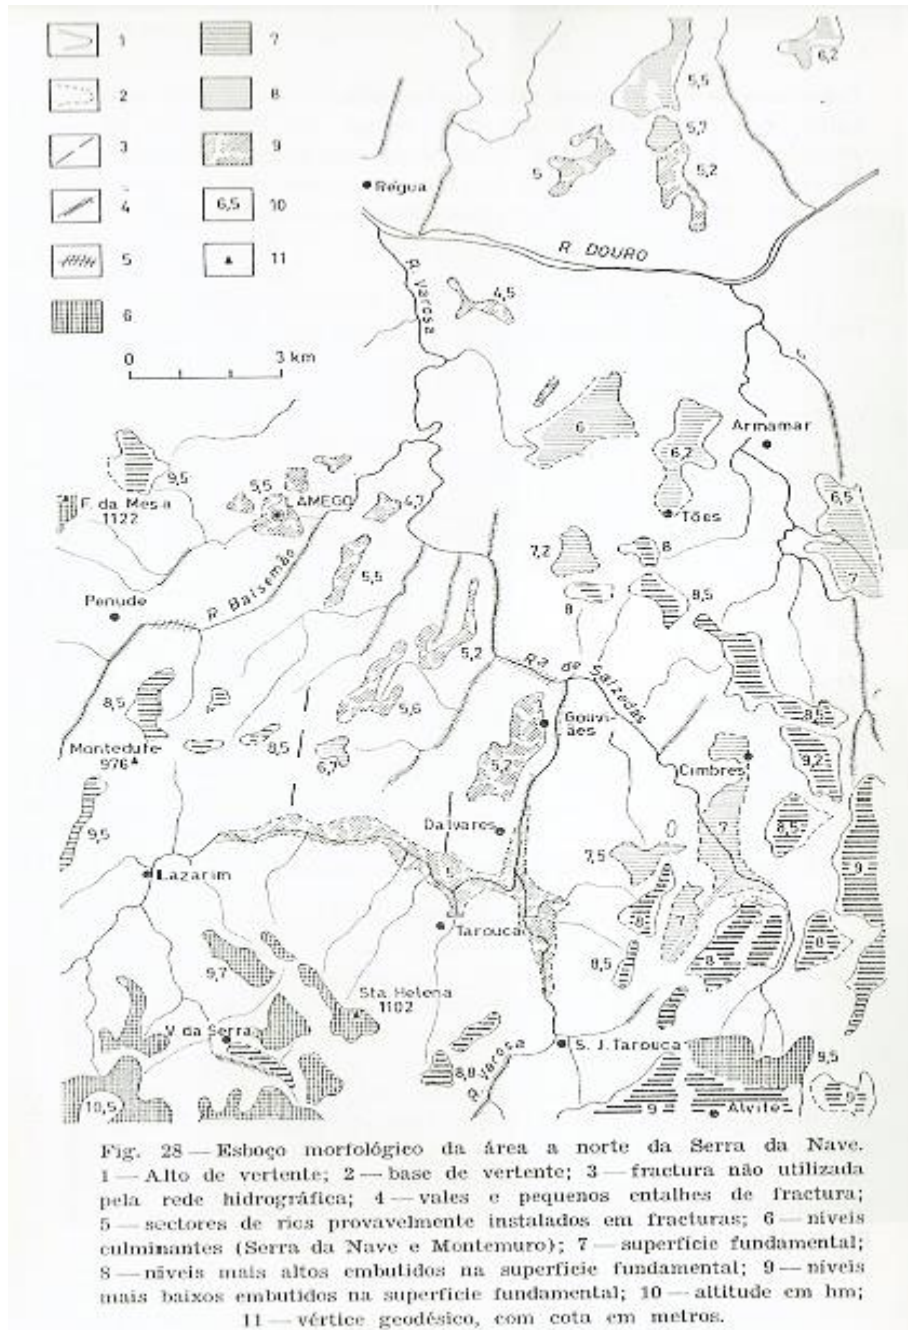 1
7
2
8
3
9
4
6,5
10
5
11
6
0
3 km
6,2
5,5
5,7
5
5,2
Régua
R DOURO
R Varosa
4,5
6
Armamar
6,2
9,5
5,5
F. da Mesa
1122
LAMEGO
4,7
Tões
6,5
7,2
8
7
5,5
8
8,5
Penude
R Balsemão
5,2
Ra de Salzedas
8,5
5,6
Gouvi-
ães
8,5
Montedufe
976
8,5
6,7
5,2
Cimbres
9,2
9,5
Dalvares
7
8,5
7,5
Lazarim
5
9
Tarouca
8
7
8
8
9,7
8,5
Sta. Helena
1102
V. da Serra
S. J. Tarouca
9,5
8,8
R Varosa
10,5
9
Alvite
9
Fig. 28 — Esboço morfológico da área a norte da Serra da Nave.
1 — Alto de vertente; 2 — base de vertente; 3 — fractura não utilizada
pela rede hidrográfica; 4 — vales e pequenos entalhes de fractura;
5 — sectores de rios provavelmente instalados em fracturas; 6 — níveis
culminantes (Serra da Nave e Montemuro); 7 — superfície fundamental;
8 — níveis mais altos embutidos na superfície fundamental; 9 — níveis
mais baixos embutidos na superfície fundamental; 10 — altitude em hm;
11 — vértice geodésico, com cota em metros.